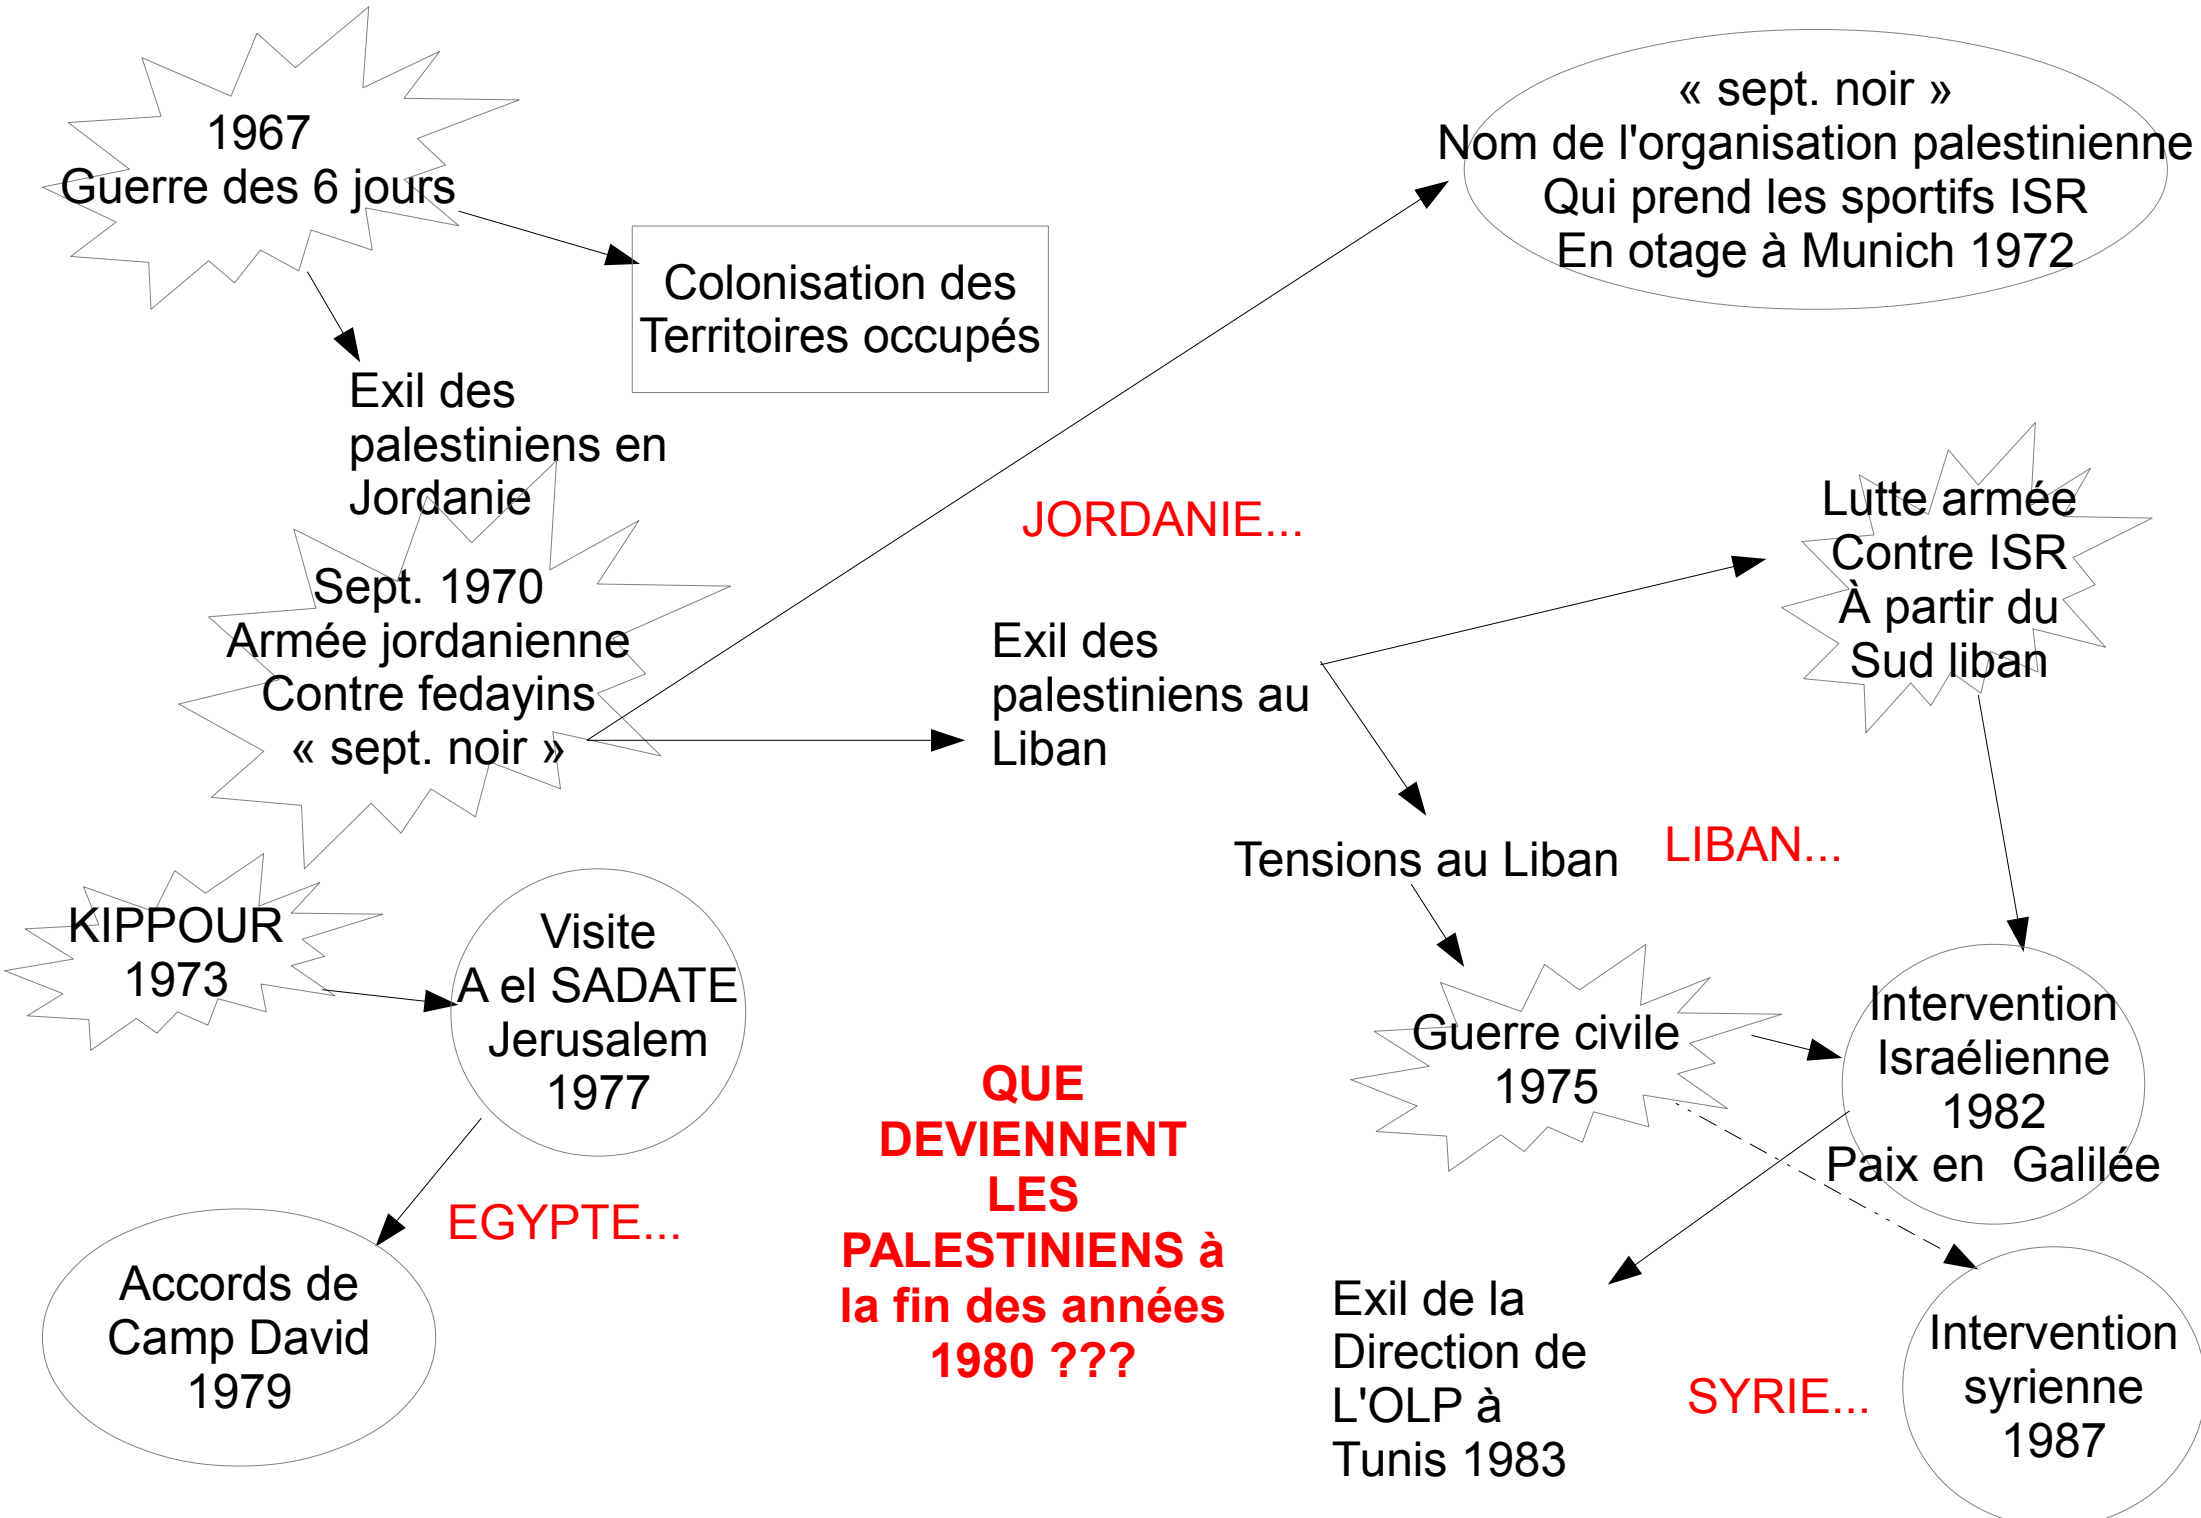 1967
Guerre des 6 jours
« sept. noir »
Nom de l'organisation palestinienne
Qui prend les sportifs ISR
En otage à Munich 1972
Colonisation des
Territoires occupés
Exil des
palestiniens en
Jordanie
JORDANIE...
Lutte armée
Contre ISR
À partir du
Sud liban
Sept. 1970
Armée jordanienne
Contre fedayins
« sept. noir »
Exil des
palestiniens au
Liban
Tensions au Liban
LIBAN...
KIPPOUR
1973
Visite
A el SADATE
Jerusalem
1977
Guerre civile
1975
Intervention
Israélienne
1982
Paix en  Galilée
QUE
DEVIENNENT
LES
PALESTINIENS à
la fin des années
1980 ???
EGYPTE...
Accords de
Camp David
1979
Exil de la
Direction de
L'OLP à
Tunis 1983
SYRIE...
Intervention
syrienne
1987